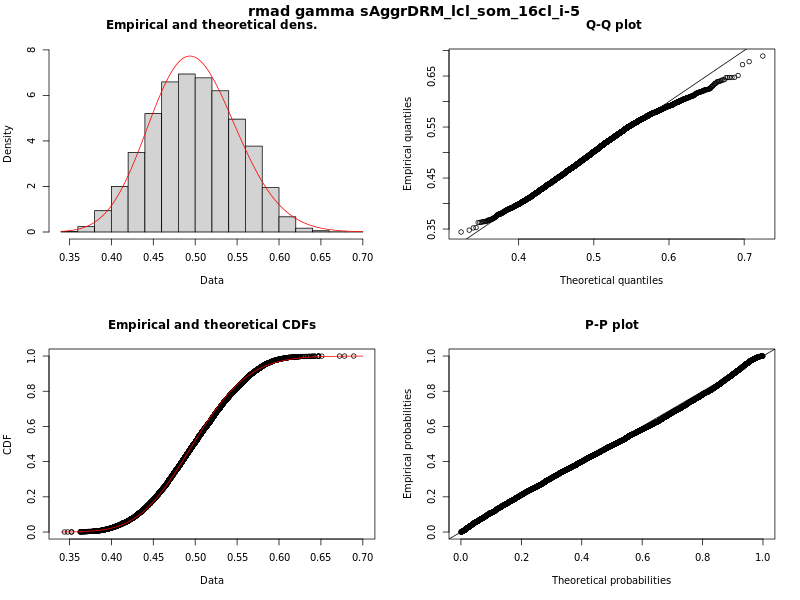 rmad gamma sAggrDRM_lcl_som_16cl_i-5
Empirical and theoretical dens.
Density
0 2 4 6 8
0.35 0.40 0.45 0.50 0.55 0.60 0.65 0.70
Data
Q-Q plot
Empirical quantiles
0.35 0.45 0.55 0.65
0.4 0.5 0.6 0.7
Theoretical quantiles
Empirical and theoretical CDFs
CDF
0.0 0.2 0.4 0.6 0.8 1.0
0.35 0.40 0.45 0.50 0.55 0.60 0.65 0.70
Data
P-P plot
Empirical probabilities
0.0 0.2 0.4 0.6 0.8 1.0
0.0 0.2 0.4 0.6 0.8 1.0
Theoretical probabilities